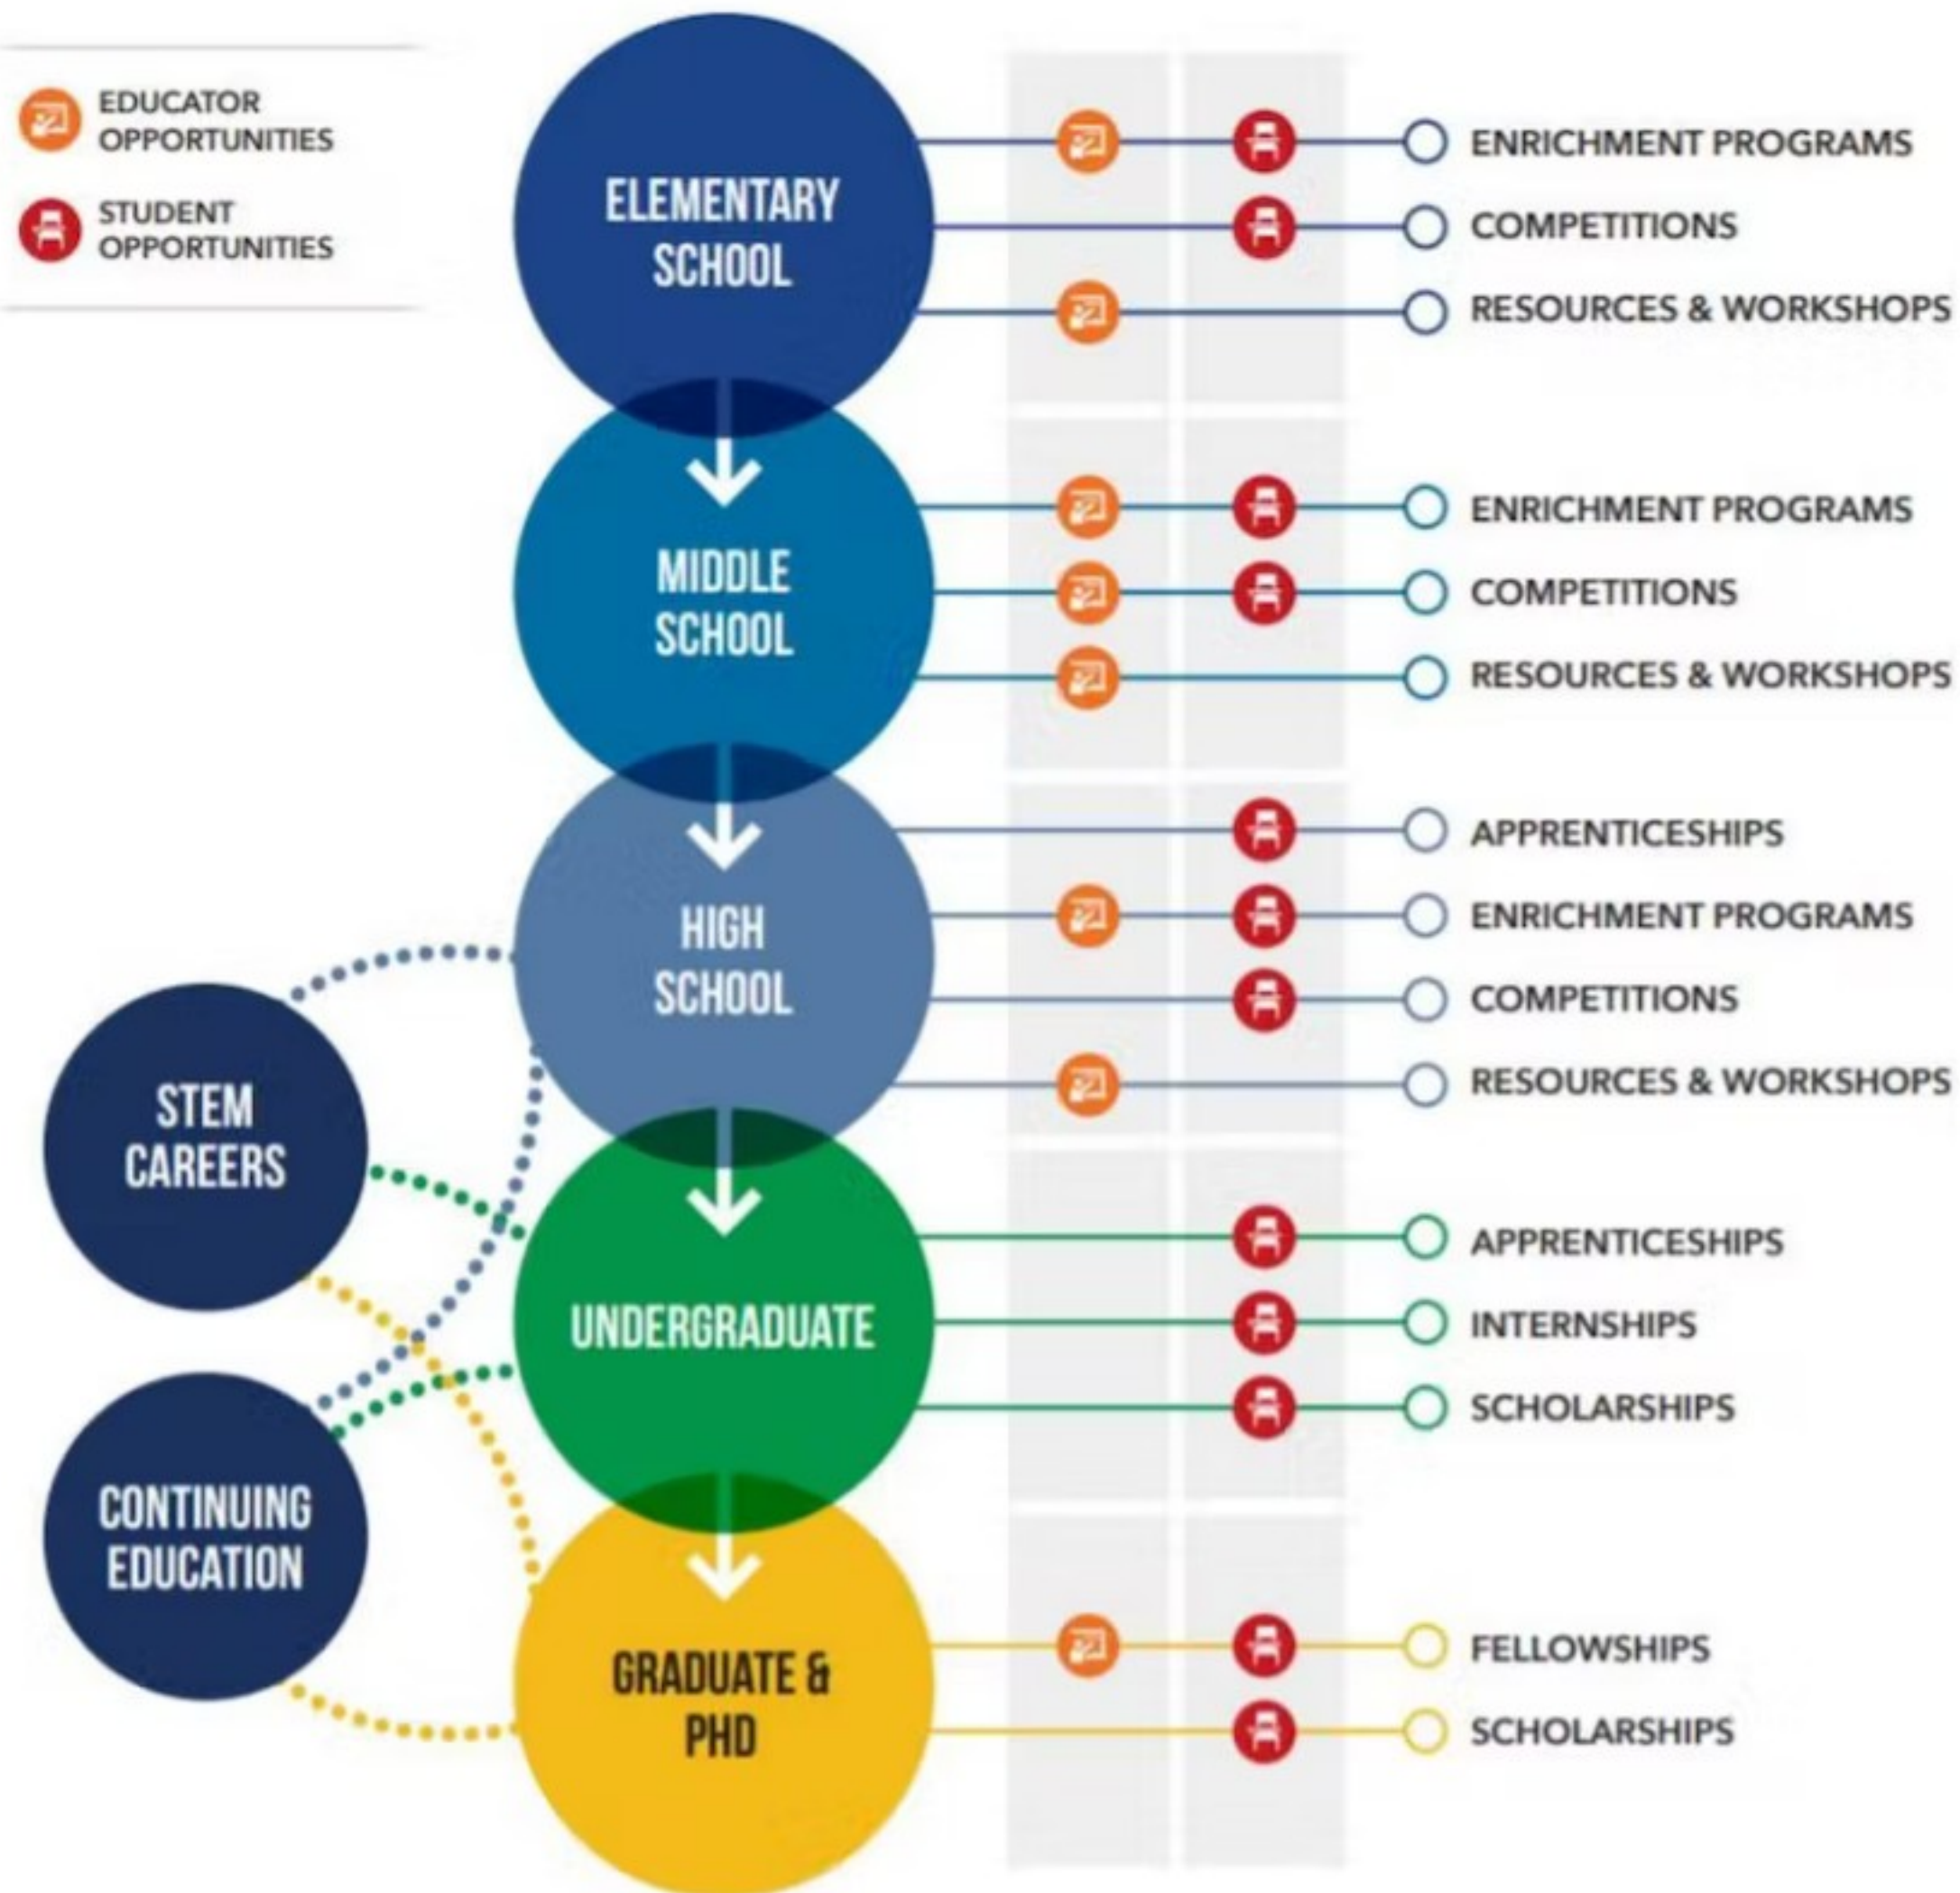 EDUCATOR
OPPORTUNITIES
STUDENT
OPPORTUNITIES
ELEMENTARY
SCHOOL
ENRICHMENT PROGRAMS
COMPETITIONS
RESOURCES & WORKSHOPS
MIDDLE
SCHOOL
ENRICHMENT PROGRAMS
COMPETITIONS
RESOURCES & WORKSHOPS
HIGH
SCHOOL
APPRENTICESHIPS
ENRICHMENT PROGRAMS
COMPETITIONS
RESOURCES & WORKSHOPS
STEM
CAREERS
UNDERGRADUATE
APPRENTICESHIPS
INTERNSHIPS
SCHOLARSHIPS
CONTINUING
EDUCATION
GRADUATE &
PHD
FELLOWSHIPS
SCHOLARSHIPS